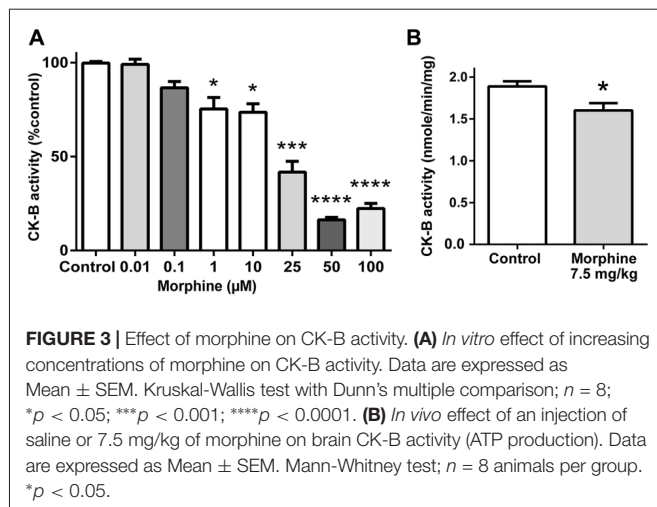 A
B
CK-B activity (%control)
100
50
0
* * *** **** ****
Control 0.01 0.1 1 10 25 50 100
Morphine (µM)
CK-B activity (nmole/min/mg)
2.0
1.5
1.0
0.5
0.0
*
Control Morphine
7.5 mg/kg
FIGURE 3 | Effect of morphine on CK-B activity. (A) In vitro effect of increasing
concentrations of morphine on CK-B activity. Data are expressed as
Mean ± SEM. Kruskal-Wallis test with Dunn's multiple comparison; n = 8;
*p < 0.05; ***p < 0.001; ****p < 0.0001. (B) In vivo effect of an injection of
saline or 7.5 mg/kg of morphine on brain CK-B activity (ATP production). Data
are expressed as Mean ± SEM. Mann-Whitney test; n = 8 animals per group.
*p < 0.05.